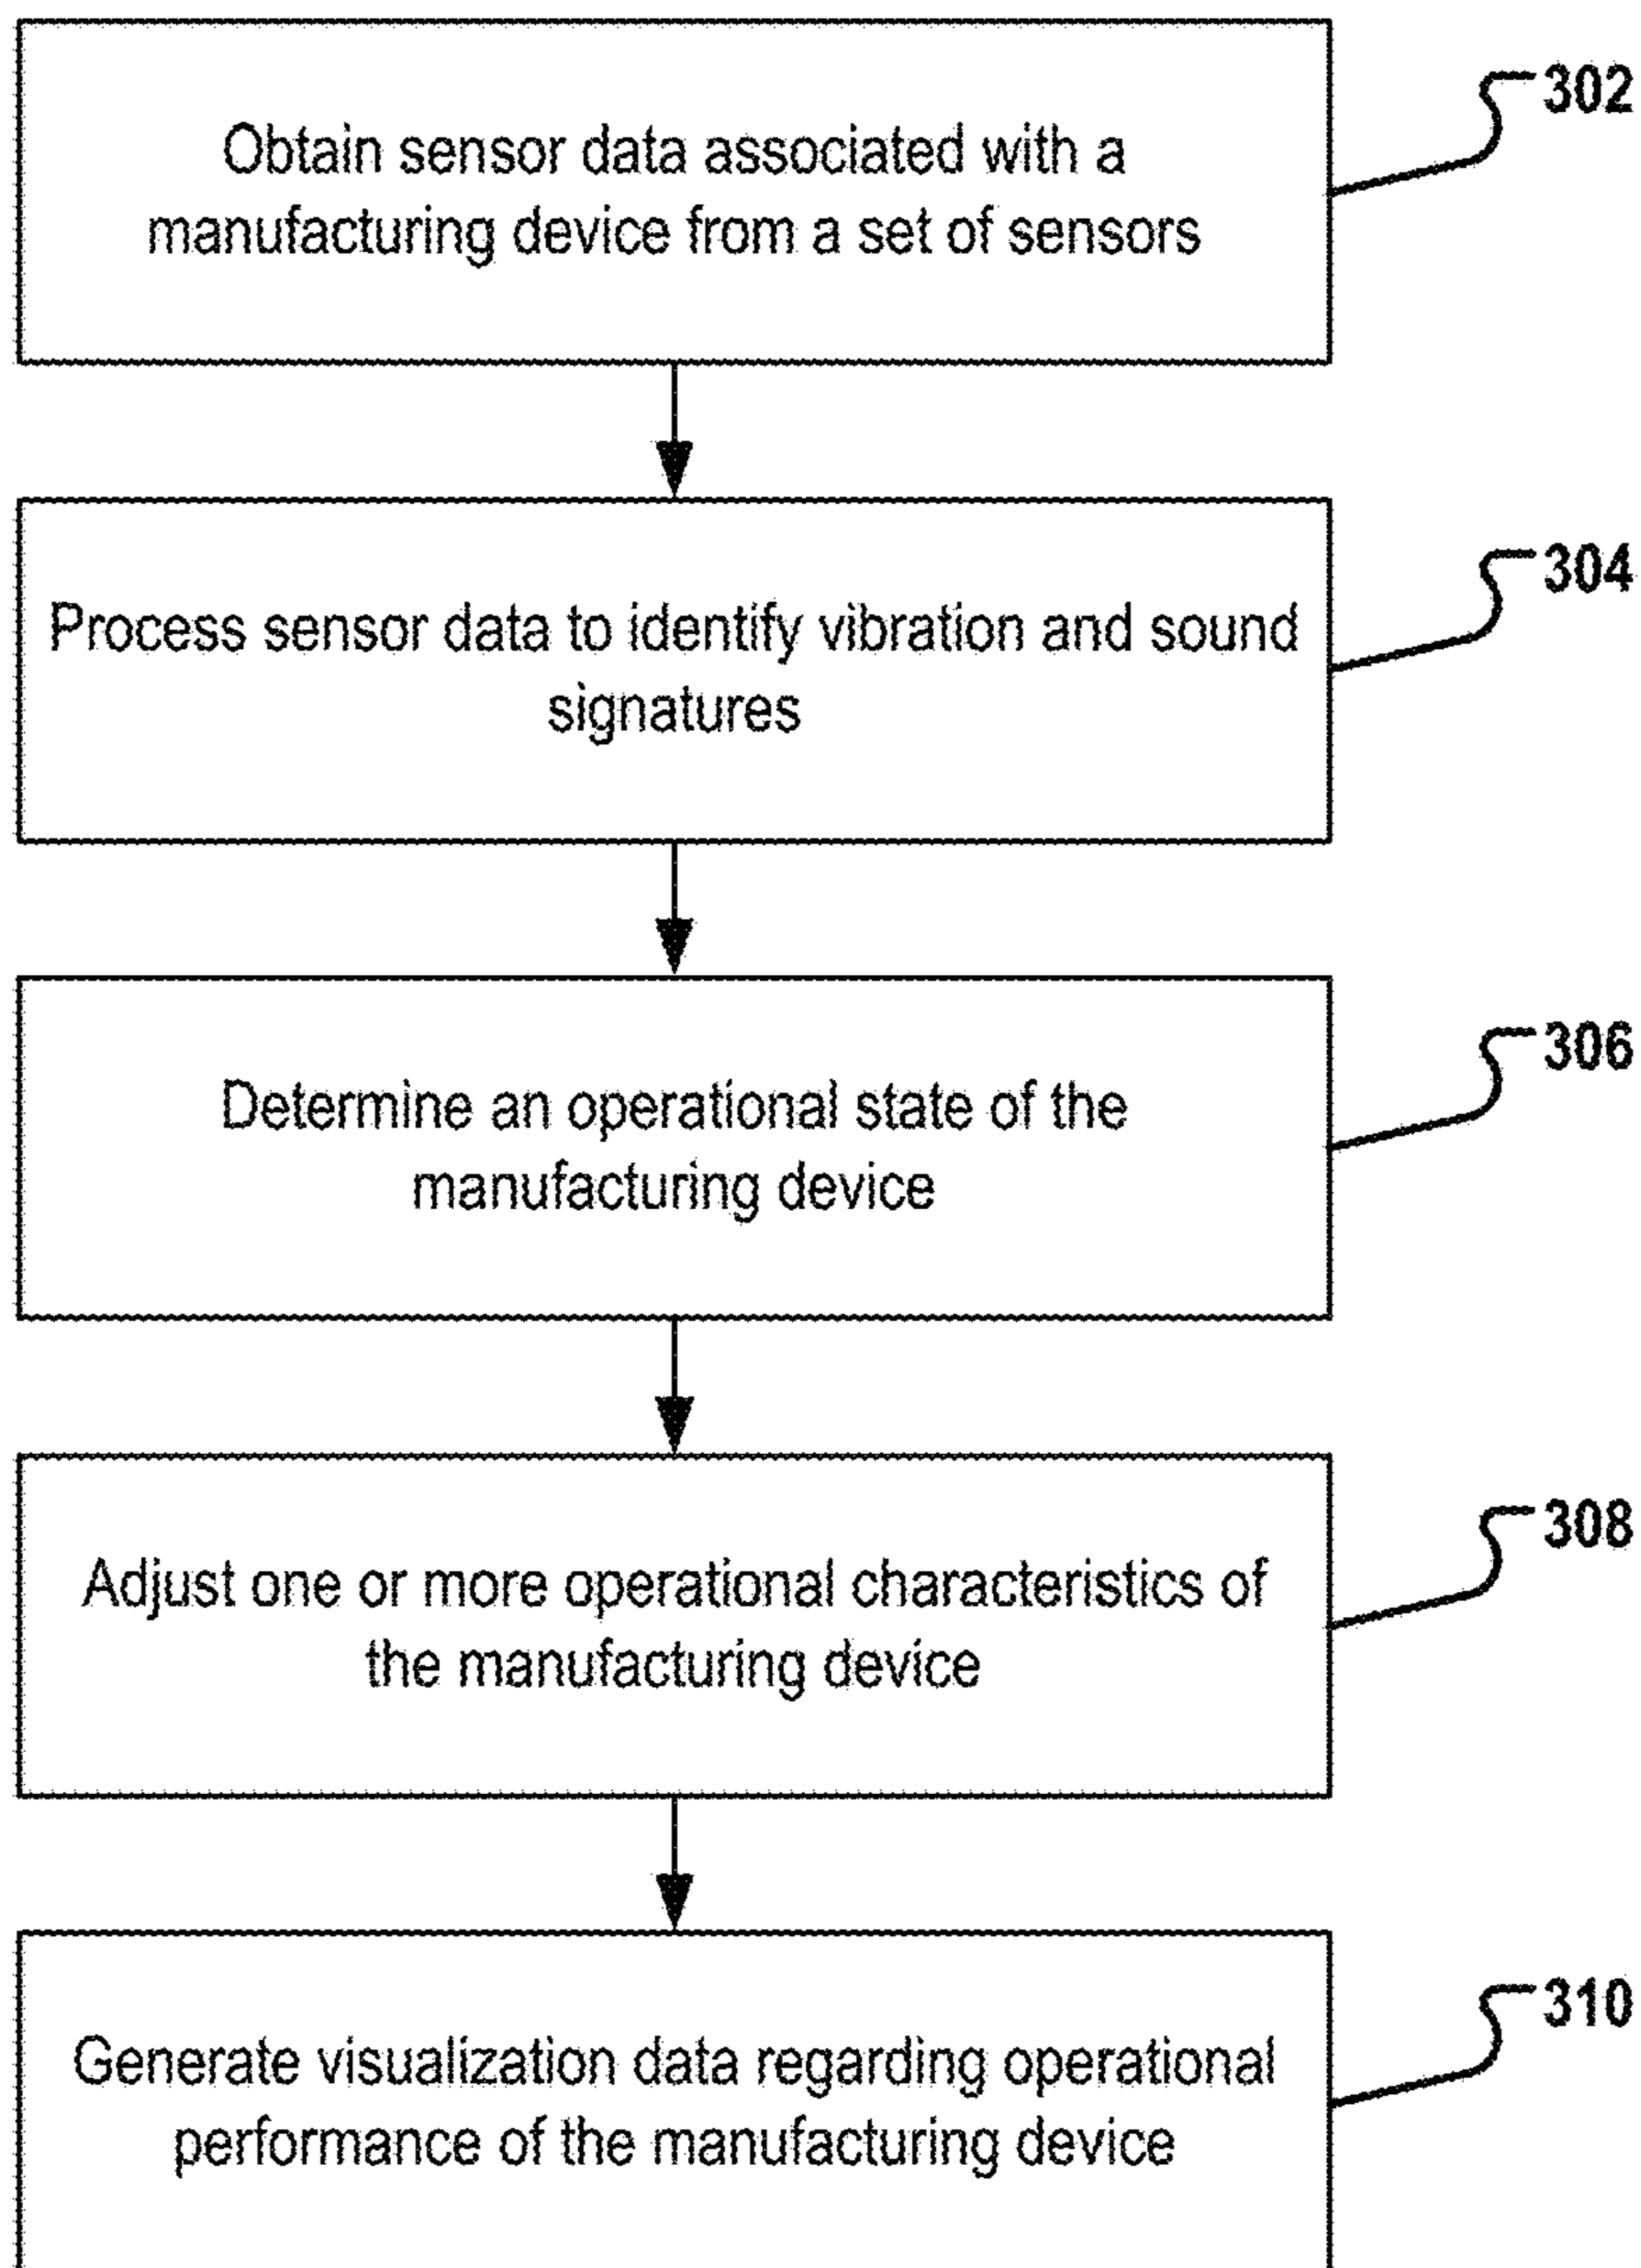 302
Obtain sensor data associated with a
manufacturing device from a set of sensors
304
Process sensor data to identify vibration and sound
signatures
306
Determine an operational state of the
manufacturing device
308
Adjust one or more operational characteristics of
the manufacturing device
310
Generate visualization data regarding operational
performance of the manufacturing device